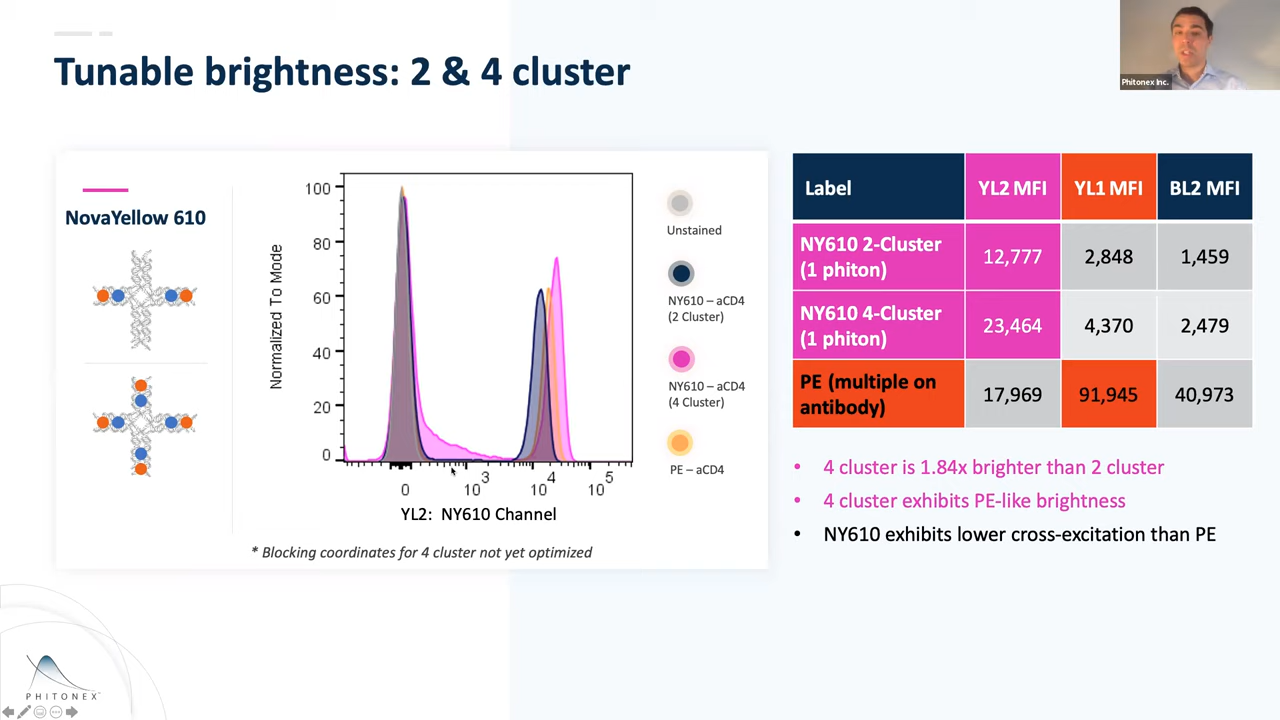 Tunable brightness: 2 & 4 cluster
Phitonex Inc.
NovaYellow 610
Normalized To Mode
100
80
60
40
20
0
0
10^3
10^4
10^5
YL2: NY610 Channel
Unstained
NY610 – aCD4
(2 Cluster)
NY610 – aCD4
(4 Cluster)
PE – aCD4
* Blocking coordinates for 4 cluster not yet optimized
Label YL2 MFI YL1 MFI BL2 MFI
NY610 2-Cluster
(1 phiton) 12,777 2,848 1,459
NY610 4-Cluster
(1 phiton) 23,464 4,370 2,479
PE (multiple on
antibody) 17,969 91,945 40,973
• 4 cluster is 1.84x brighter than 2 cluster
• 4 cluster exhibits PE-like brightness
• NY610 exhibits lower cross-excitation than PE
PHITONEX